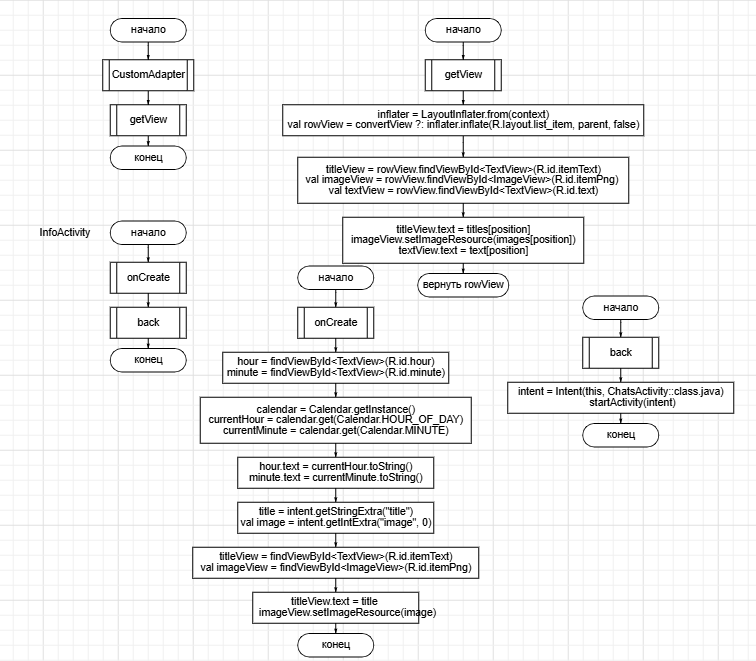 начало
CustomAdapter
getView
конец
начало
getView
inflater = LayoutInflater.from(context)
val rowView = convertView ?: inflater.inflate(R.layout.list_item, parent, false)
titleView = rowView.findViewById<TextView>(R.id.itemText)
val imageView = rowView.findViewById<ImageView>(R.id.itemPng)
val textView = rowView.findViewById<TextView>(R.id.text)
titleView.text = titles[position]
imageView.setImageResource(images[position])
textView.text = text[position]
вернуть rowView
InfoActivity
начало
onCreate
back
конец
начало
onCreate
hour = findViewById<TextView>(R.id.hour)
minute = findViewById<TextView>(R.id.minute)
calendar = Calendar.getInstance()
currentHour = calendar.get(Calendar.HOUR_OF_DAY)
currentMinute = calendar.get(Calendar.MINUTE)
hour.text = currentHour.toString()
minute.text = currentMinute.toString()
title = intent.getStringExtra("title")
val image = intent.getIntExtra("image", 0)
titleView = findViewById<TextView>(R.id.itemText)
val imageView = findViewById<ImageView>(R.id.itemPng)
titleView.text = title
imageView.setImageResource(image)
конец
начало
back
intent = Intent(this, ChatsActivity::class.java)
startActivity(intent)
конец